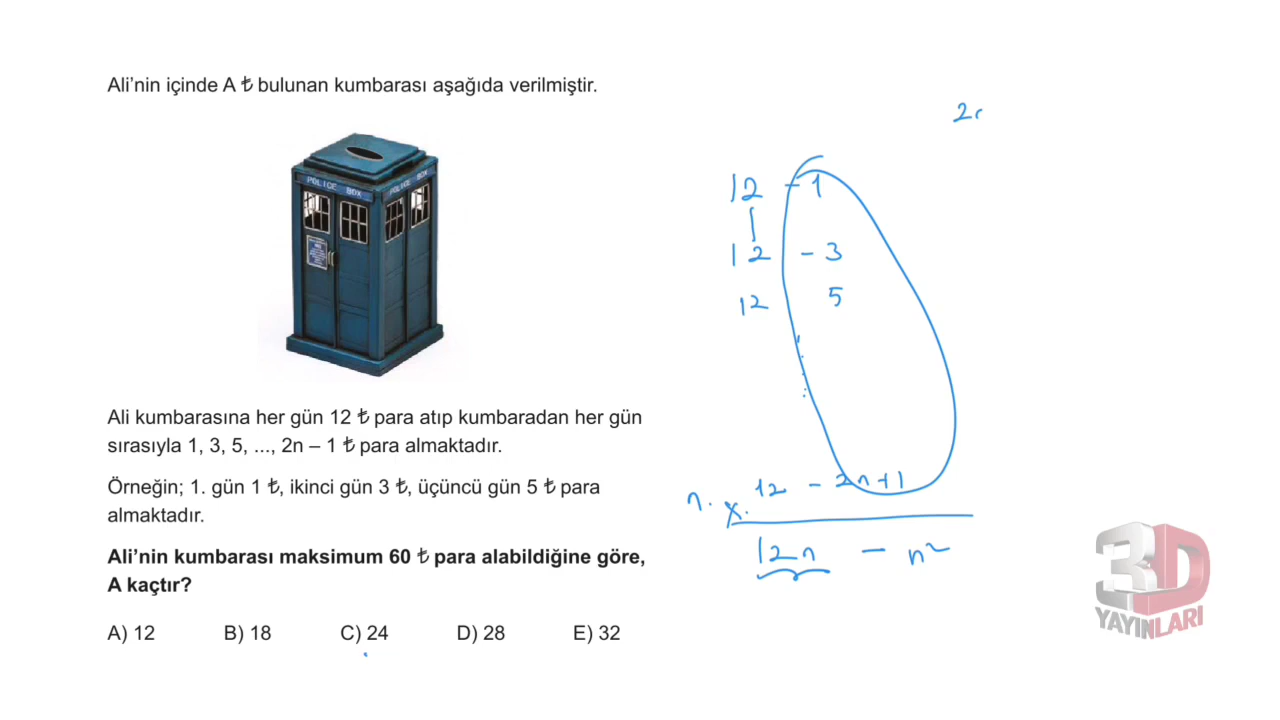 Ali'nin içinde A ₺ bulunan kumbarası aşağıda verilmiştir.
POLICE BOX
POLICE BOX
Ali kumbarasına her gün 12 ₺ para atıp kumbaradan her gün
sırasıyla 1, 3, 5, ..., 2n – 1 ₺ para almaktadır.
Örneğin; 1. gün 1 ₺, ikinci gün 3 ₺, üçüncü gün 5 ₺ para
almaktadır.
Ali'nin kumbarası maksimum 60 ₺ para alabildiğine göre,
A kaçtır?
A) 12 B) 18 C) 24 D) 28 E) 32
12 - 1
12 - 3
12 5
n. 12 - 2n+1
x.
12n - n²
3D
YAYINLARI